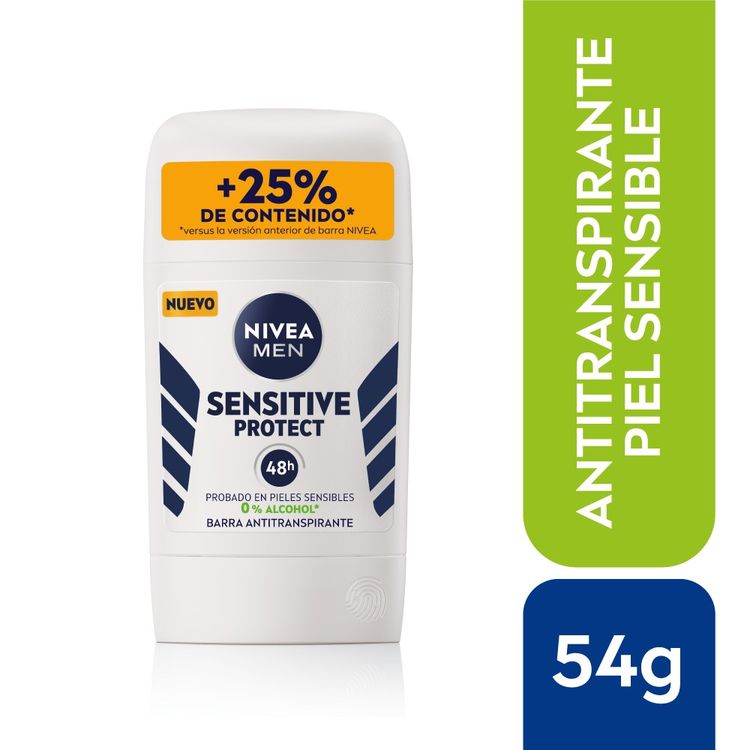 +25%
DE CONTENIDO*
*versus la versión anterior de barra NIVEA
NUEVO
NIVEA
MEN
SENSITIVE
PROTECT
48h
PROBADO EN PIELES SENSIBLES
0% ALCOHOL*
BARRA ANTITRANSPIRANTE
ANTITRANSPIRANTE
PIEL SENSIBLE
54g